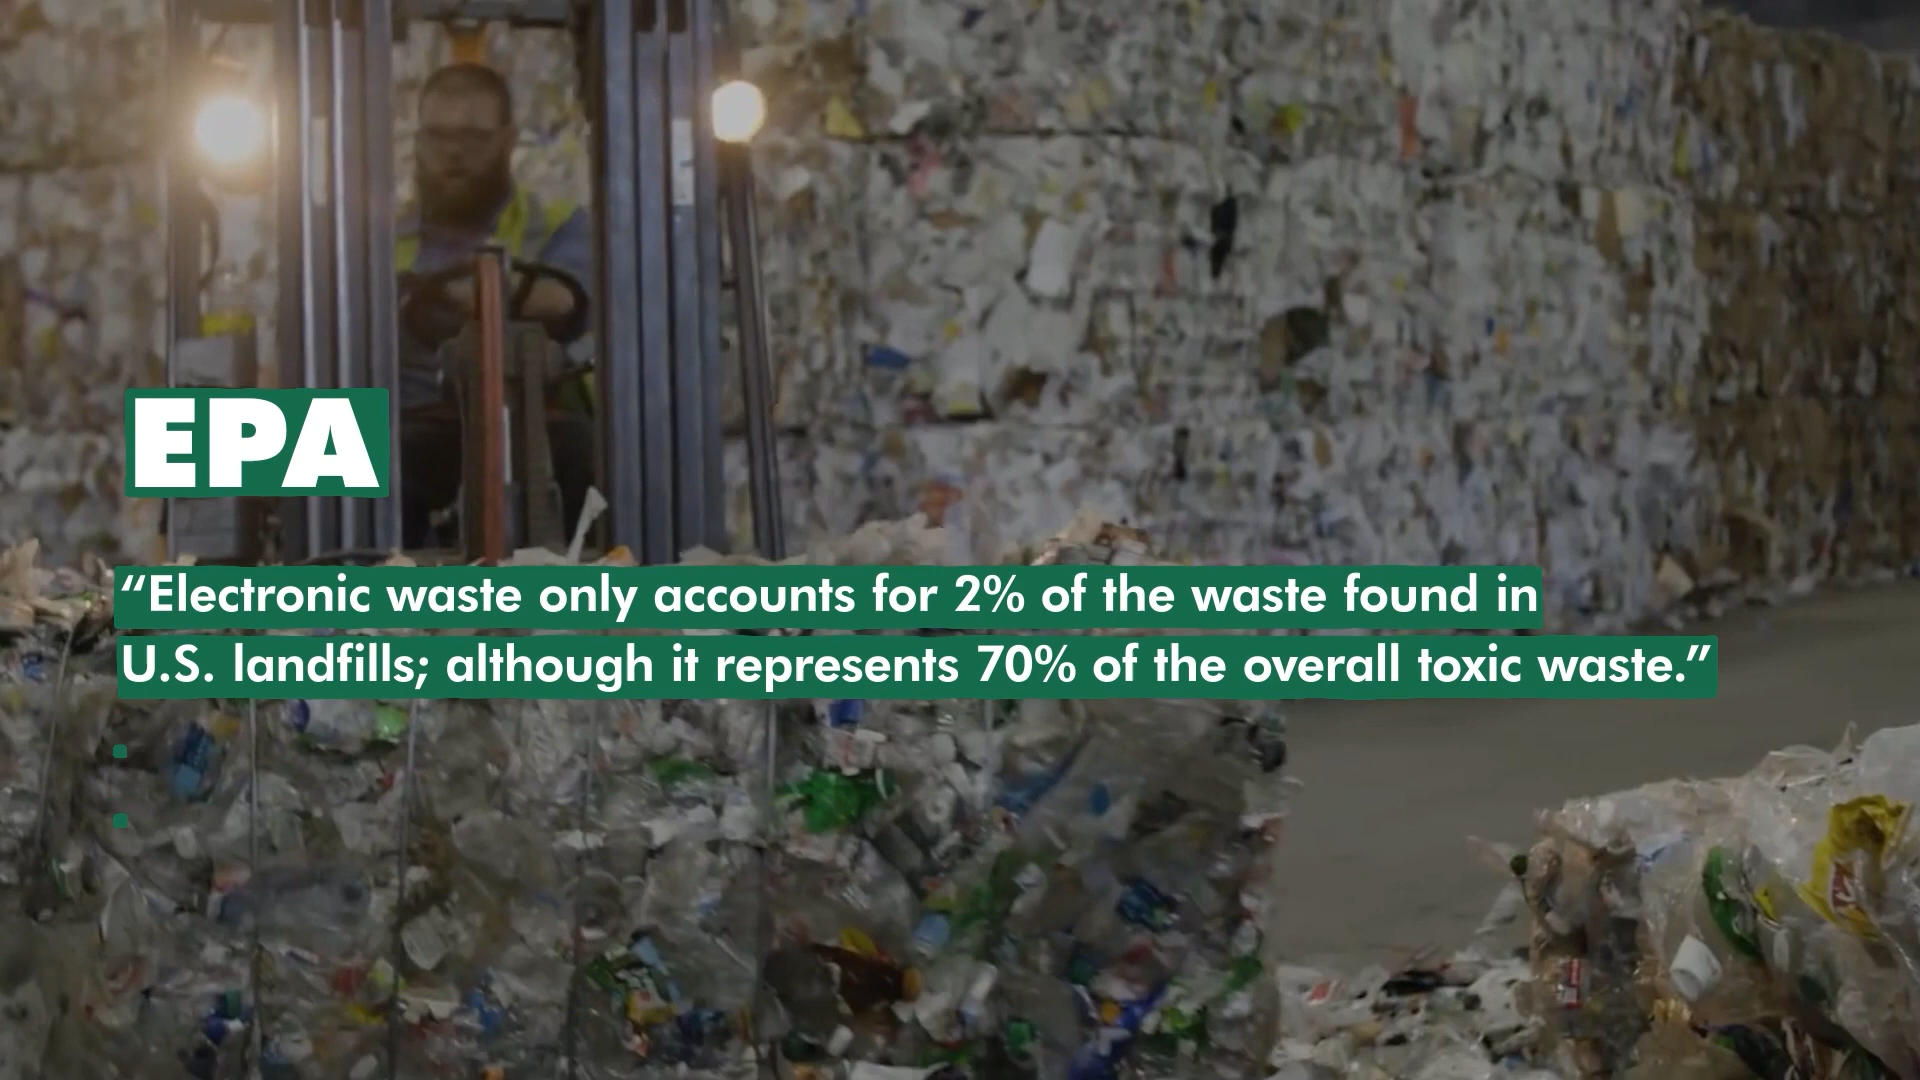 EPA
“Electronic waste only accounts for 2% of the waste found in
U.S. landfills; although it represents 70% of the overall toxic waste.”